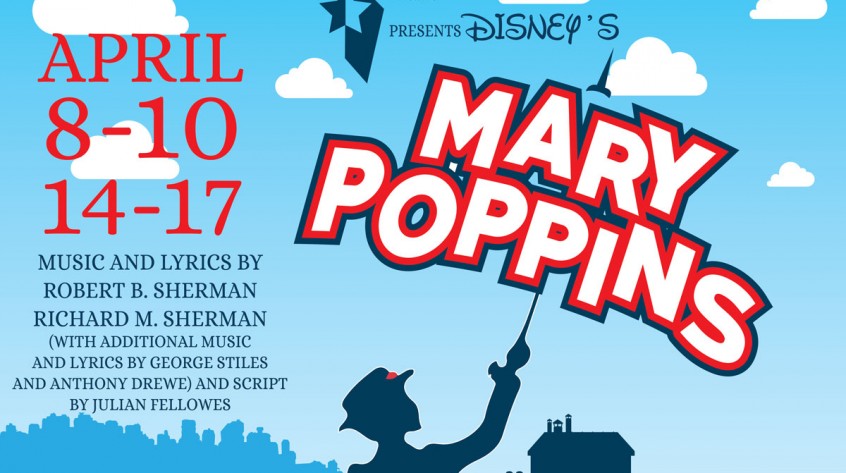 APRIL
8-10
14-17
MUSIC AND LYRICS BY
ROBERT B. SHERMAN
RICHARD M. SHERMAN
(WITH ADDITIONAL MUSIC
AND LYRICS BY GEORGE STILES
AND ANTHONY DREWE) AND SCRIPT
BY JULIAN FELLOWES
PRESENTS DISNEY'S
MARY
POPPINS